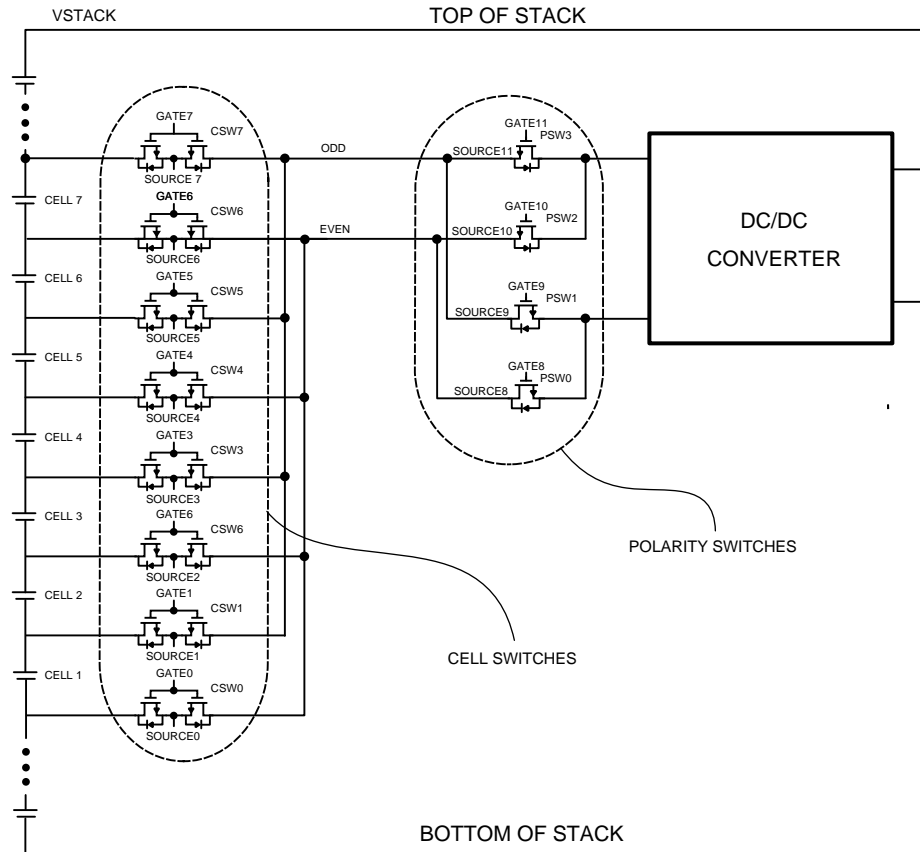 VSTACK
TOP OF STACK
GATE7
CSW7
SOURCE 7
ODD
GATE11
PSW3
SOURCE11
CELL 7
GATE6
CSW6
SOURCE6
EVEN
GATE10
PSW2
SOURCE10
DC/DC
CONVERTER
CELL 6
GATE5
CSW5
SOURCE5
GATE9
PSW1
SOURCE9
CELL 5
GATE4
CSW4
SOURCE4
GATE8
PSW0
SOURCE8
CELL 4
GATE3
CSW3
SOURCE3
CELL 3
GATE6
CSW6
SOURCE2
POLARITY SWITCHES
CELL 2
GATE1
CSW1
SOURCE1
CELL SWITCHES
CELL 1
GATE0
CSW0
SOURCE0
BOTTOM OF STACK